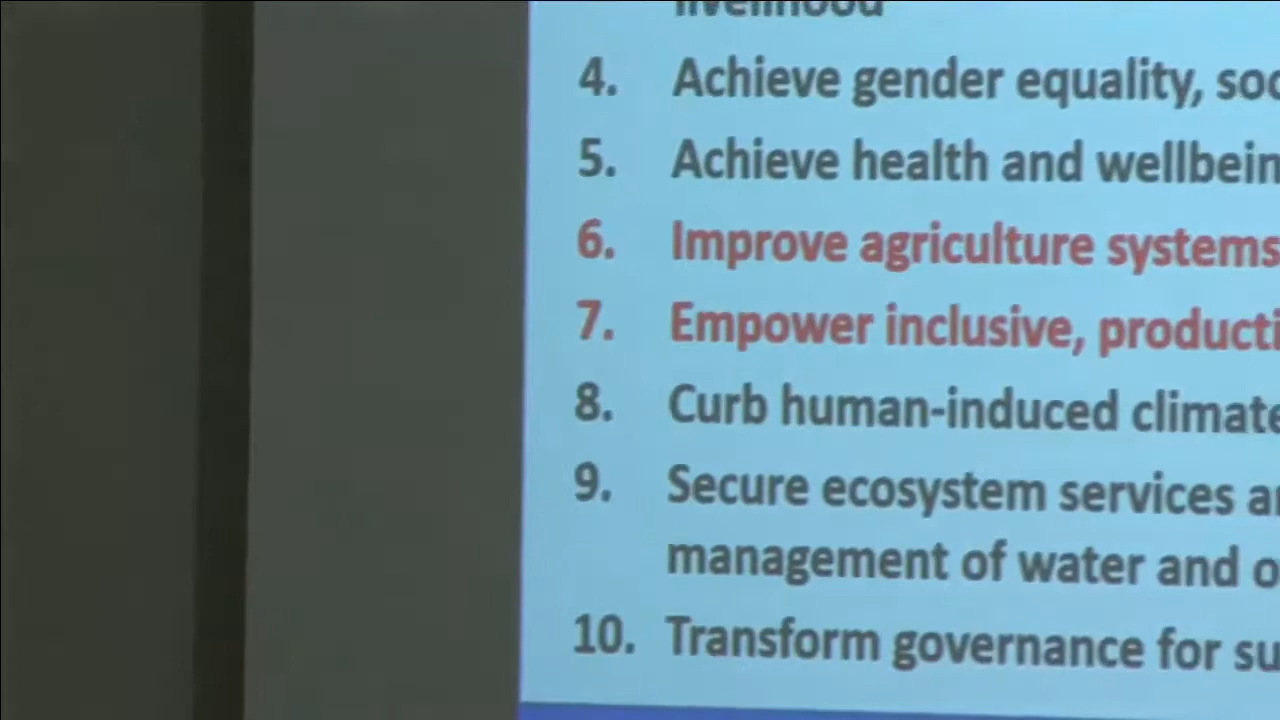 livelihood
4. Achieve gender equality, soc
5. Achieve health and wellbein
6. Improve agriculture systems
7. Empower inclusive, producti
8. Curb human-induced climate
9. Secure ecosystem services a
management of water and o
10. Transform governance for su